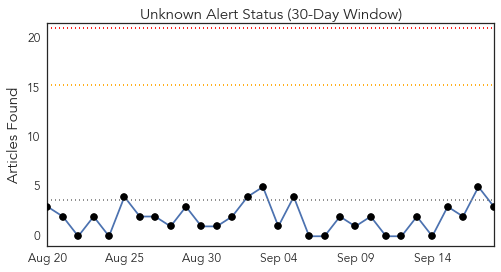 Unknown Alert Status (30-Day Window)
Articles Found
20
15
10
5
0
Aug 20 Aug 25 Aug 30 Sep 04 Sep 09 Sep 14